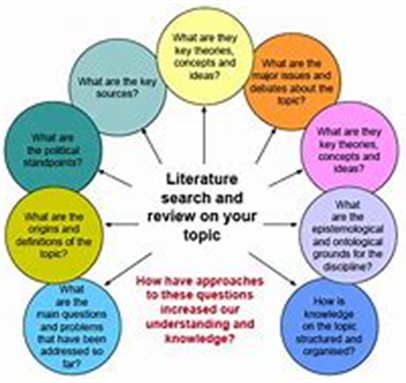 What are they
key theories,
concepts and
ideas?
What are the key
sources?
What are the
major issues and
debates about the
topic?
What are
the political
standpoints?
What are they
key theories,
concepts and
ideas?
Literature
search and
review on your
topic
What are the
origins and
definitions of the
topic?
What
are the
epistemological
and ontological
grounds for the
discipline?
How have approaches
to these questions
increased our
understanding and
knowledge?
What
are the
main questions
and problems
that have been
addressed so
far?
How is
knowledge
on the topic
structured and
organised?